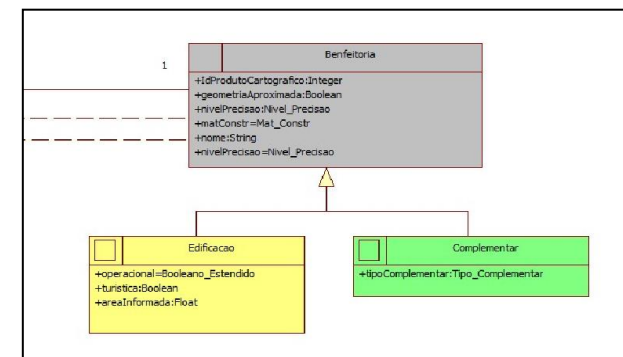 1
Benfeitoria
+IdProdutoCartografico:Integer
+geometriaAproximada:Boolean
+nivelPrecisao:Nivel_Precisao
+matConstr=Mat_Constr
+nome:String
+nivelPrecisao=Nivel_Precisao
Edificacao
+operacional=Booleano_Estendido
+turistica:Boolean
+areaInformada:Float
Complementar
+tipoComplementar:Tipo_Complementar